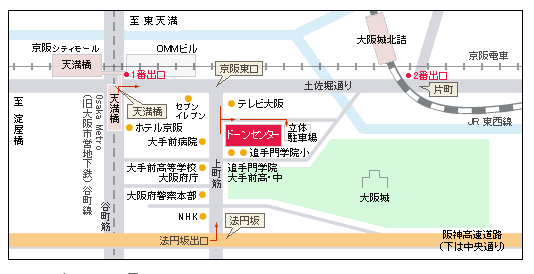 至 東天満
京阪シティモール
OMMビル
天満橋
1番出口
京阪東口
大阪城北詰
京阪電車
2番出口
片町
土佐堀通り
JR 東西線
至 淀屋橋
天満橋
Osaka Metro
(旧大阪市営地下鉄)谷町線
天満橋
セブン
イレブン
テレビ大阪
ホテル京阪
大手前病院
ドーンセンター
立体
駐車場
追手門学院小
大手前高等学校
大阪府庁
追手門学院
大手前高・中
上町筋
大阪府警察本部
大阪城
谷町筋
NHK
法円坂
法円坂出口
阪神高速道路
(下は中央通り)